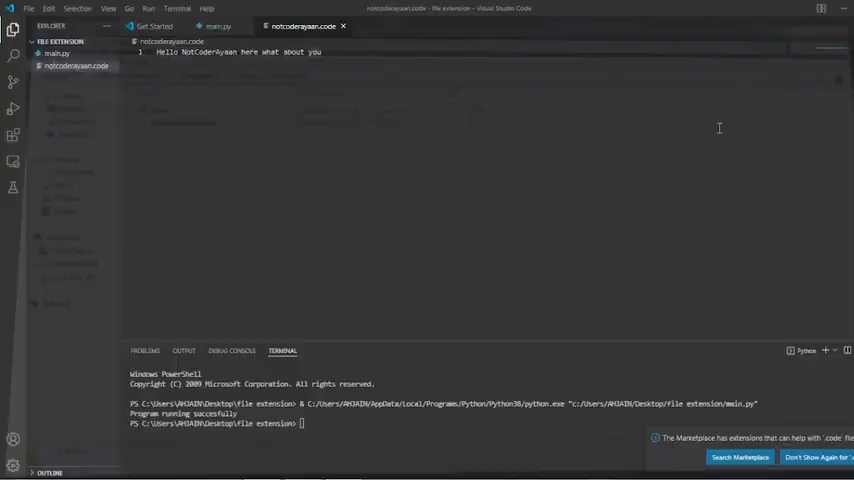 File Edit Selection View Go Run Terminal Help notcoderayaan.code - file extension - Visual Studio Code
EXPLORER ··· Get Started main.py notcoderayaan.code ×
FILE EXTENSION
main.py
notcoderayaan.code
notcoderayaan.code
1 Hello NotCoderAyaan here what about you
PROBLEMS OUTPUT DEBUG CONSOLE TERMINAL Python
Windows PowerShell
Copyright (C) 2009 Microsoft Corporation. All rights reserved.
PS C:\Users\AHJAIN\Desktop\file extension> & C:/Users/AHJAIN/AppData/Local/Programs/Python/Python38/python.exe "c:/Users/AHJAIN/Desktop/file extension/main.py"
Program running succesfully
PS C:\Users\AHJAIN\Desktop\file extension>
The Marketplace has extensions that can help with '.code' file
Search Marketplace Don't Show Again for '.
OUTLINE